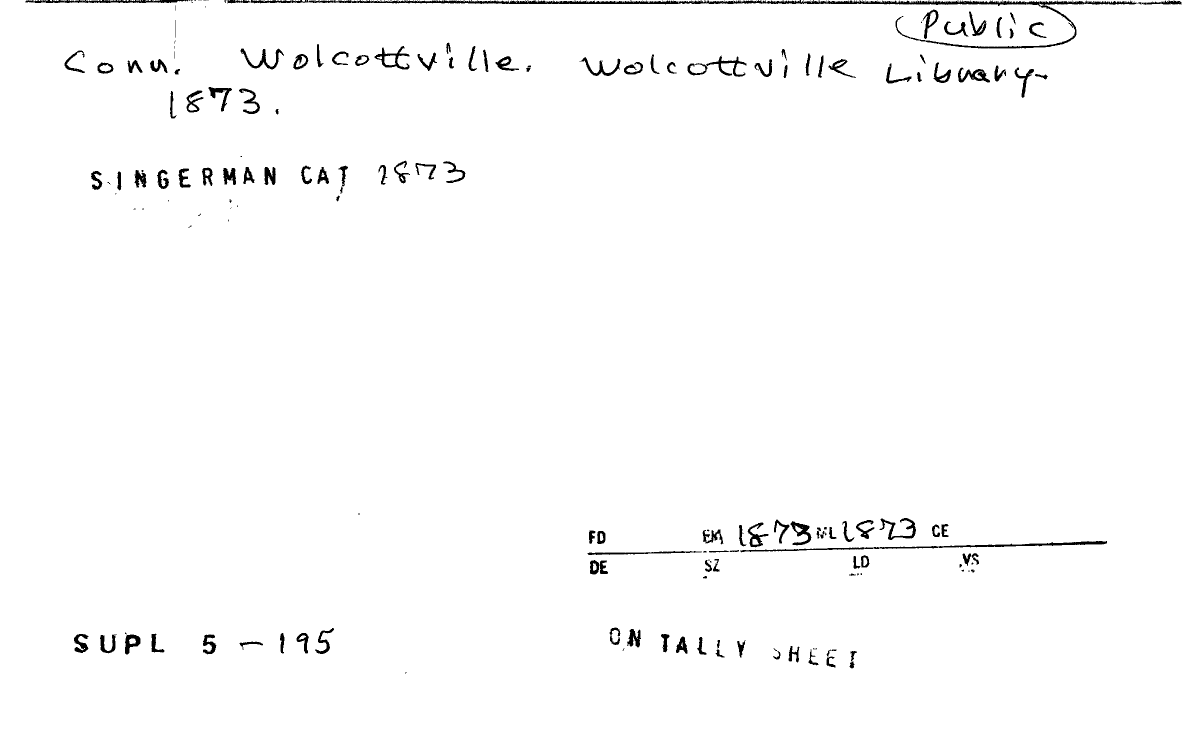 Public
Conn. Wolcottville. Wolcottville Library.
1873.
SINGERMAN CAT 1873
FD EM 1873 ML 1873 CE
DE SZ LD VS
SUPL 5 - 195
ON TALLY SHEET